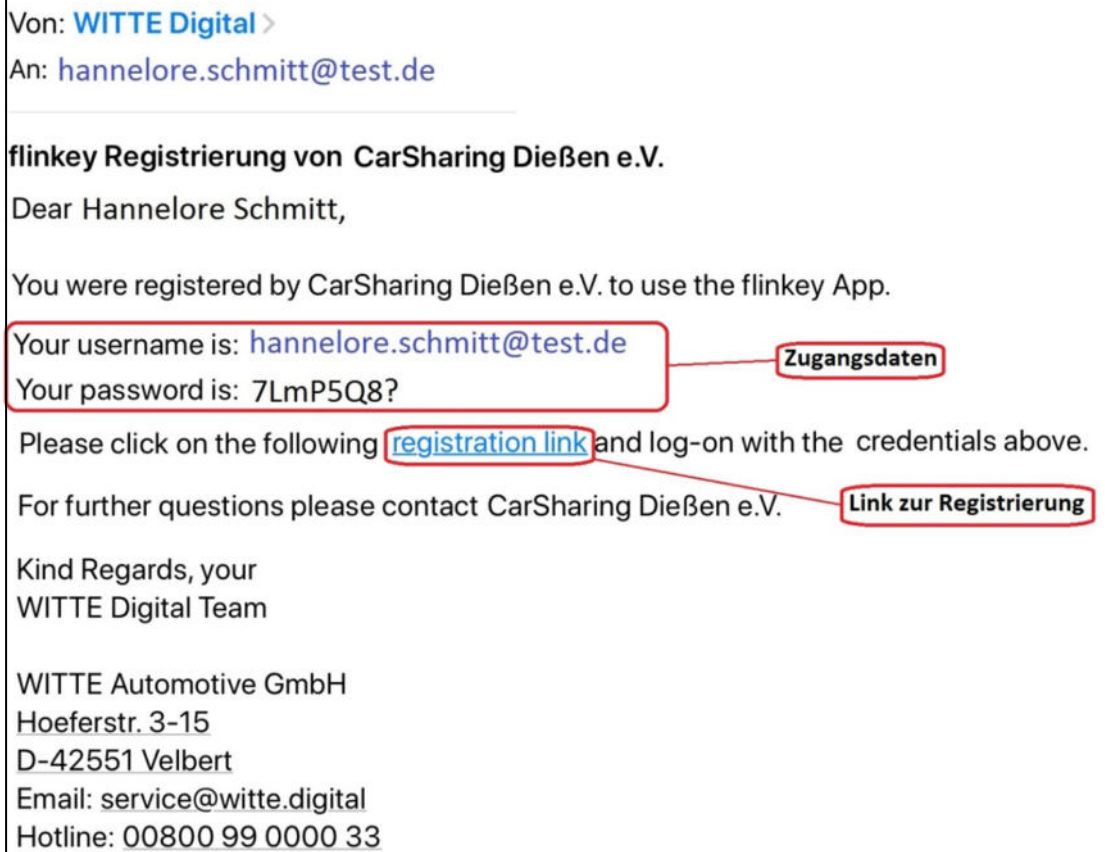 Von: WITTE Digital >
An: hannelore.schmitt@test.de
flinkey Registrierung von CarSharing Dießen e.V.
Dear Hannelore Schmitt,
You were registered by CarSharing Dießen e.V. to use the flinkey App.
Your username is: hannelore.schmitt@test.de
Zugangsdaten
Your password is: 7LmP5Q8?
Please click on the following registration link and log-on with the credentials above.
For further questions please contact CarSharing Dießen e.V.
Link zur Registrierung
Kind Regards, your
WITTE Digital Team
WITTE Automotive GmbH
Hoeferstr. 3-15
D-42551 Velbert
Email: service@witte.digital
Hotline: 00800 99 0000 33